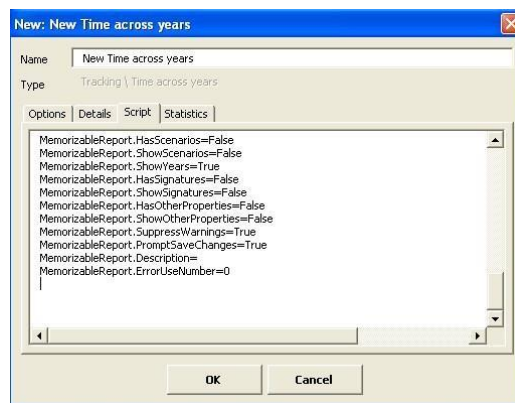 New: New Time across years
Name New Time across years
Type Tracking \ Time across years
Options Details Script Statistics
MemorizableReport.HasScenarios=False
MemorizableReport.ShowScenarios=False
MemorizableReport.ShowYears=True
MemorizableReport.HasSignatures=False
MemorizableReport.ShowSignatures=False
MemorizableReport.HasOtherProperties=False
MemorizableReport.ShowOtherProperties=False
MemorizableReport.SuppressWarnings=True
MemorizableReport.PromptSaveChanges=True
MemorizableReport.Description=
MemorizableReport.ErrorUseNumber=0
OK Cancel